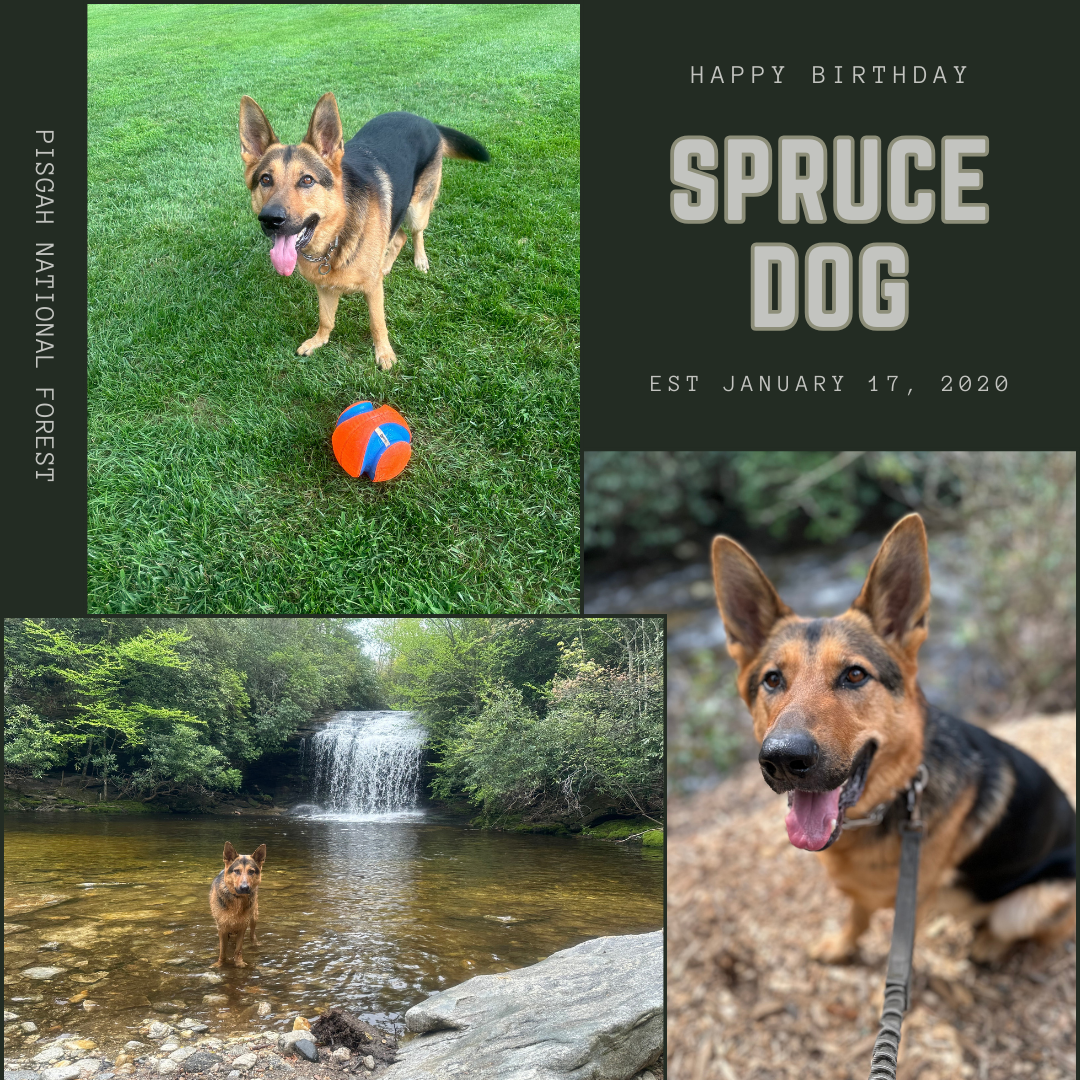 PISGAH NATIONAL FOREST
HAPPY BIRTHDAY
SPRUCE
DOG
EST JANUARY 17, 2020